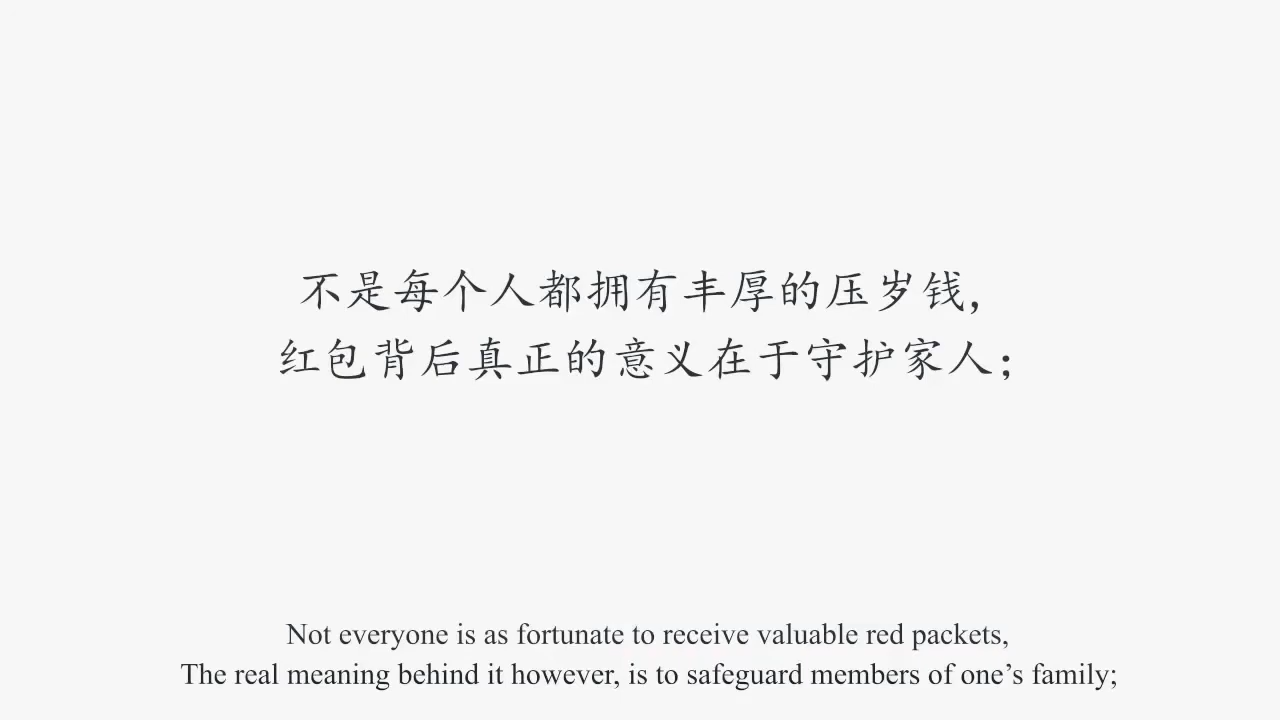 不是每个人都拥有丰厚的压岁钱，
红包背后真正的意义在于守护家人；
Not everyone is as fortunate to receive valuable red packets,
The real meaning behind it however, is to safeguard members of one’s family;